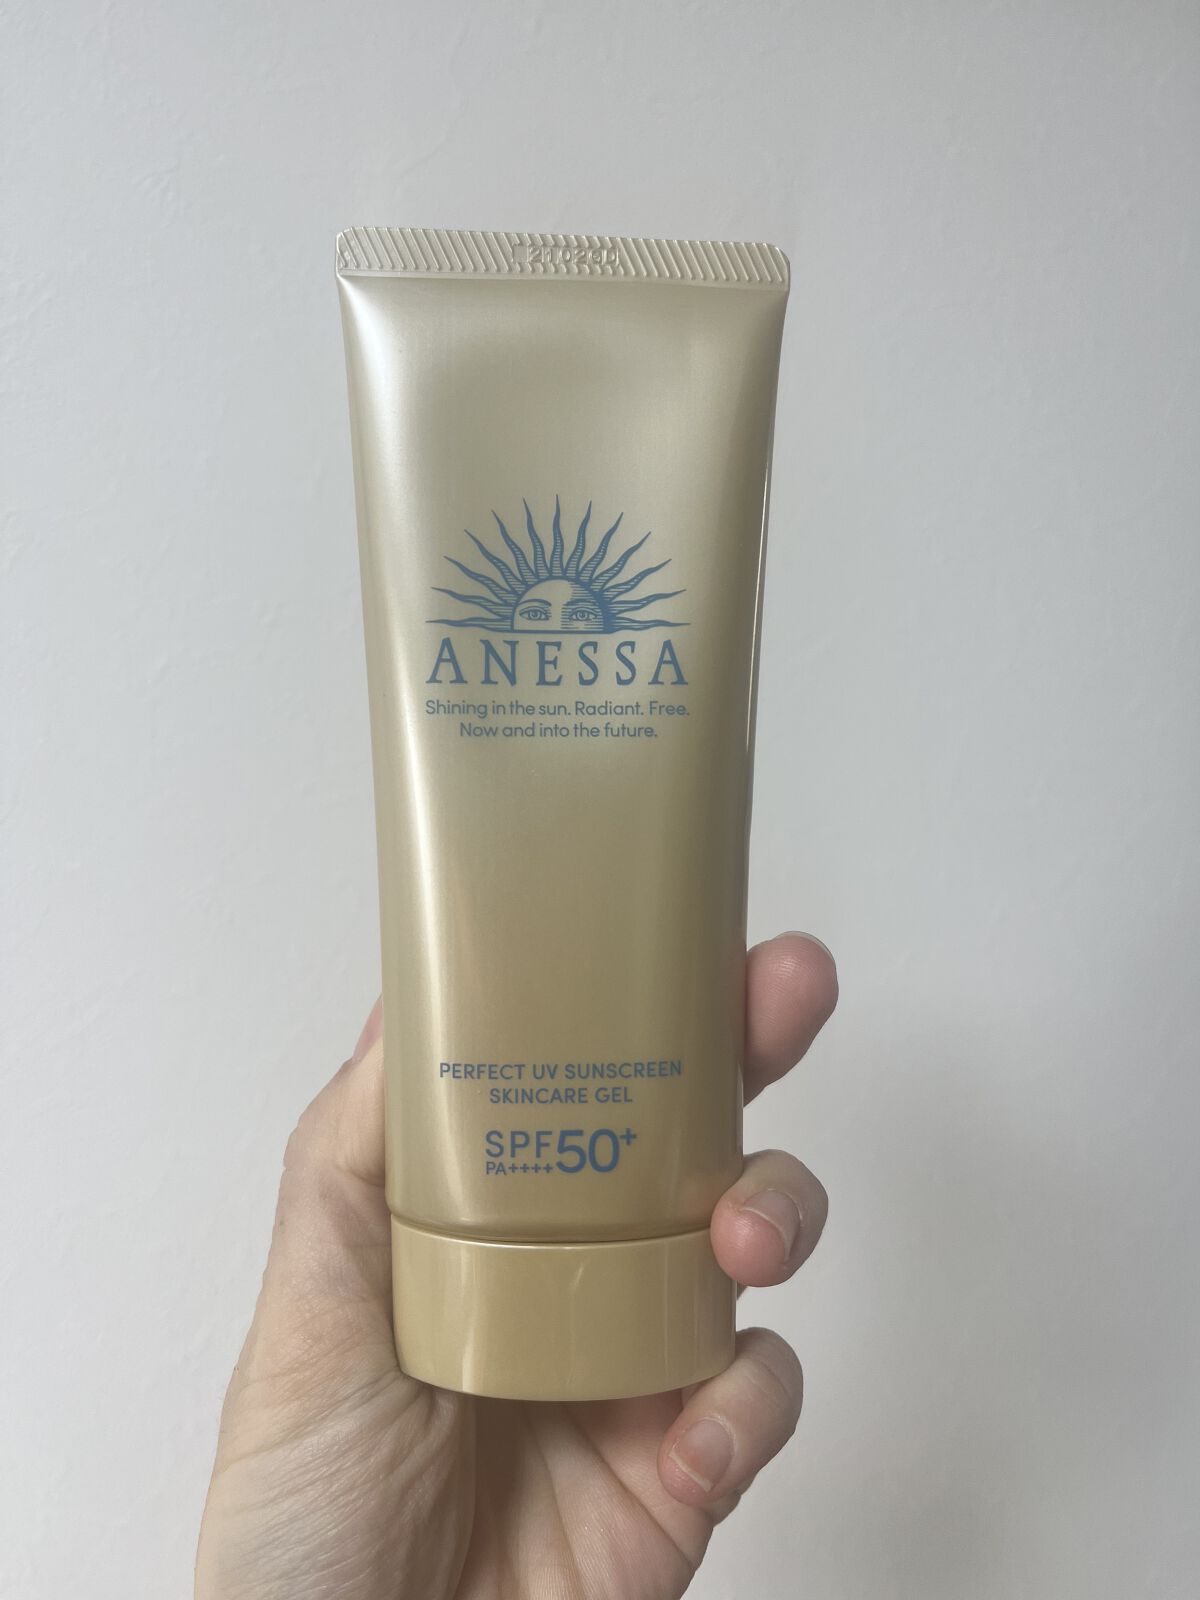 ANESSA
Shining in the sun. Radiant. Free.
Now and into the future.
PERFECT UV SUNSCREEN
SKINCARE GEL
SPF50+
PA++++